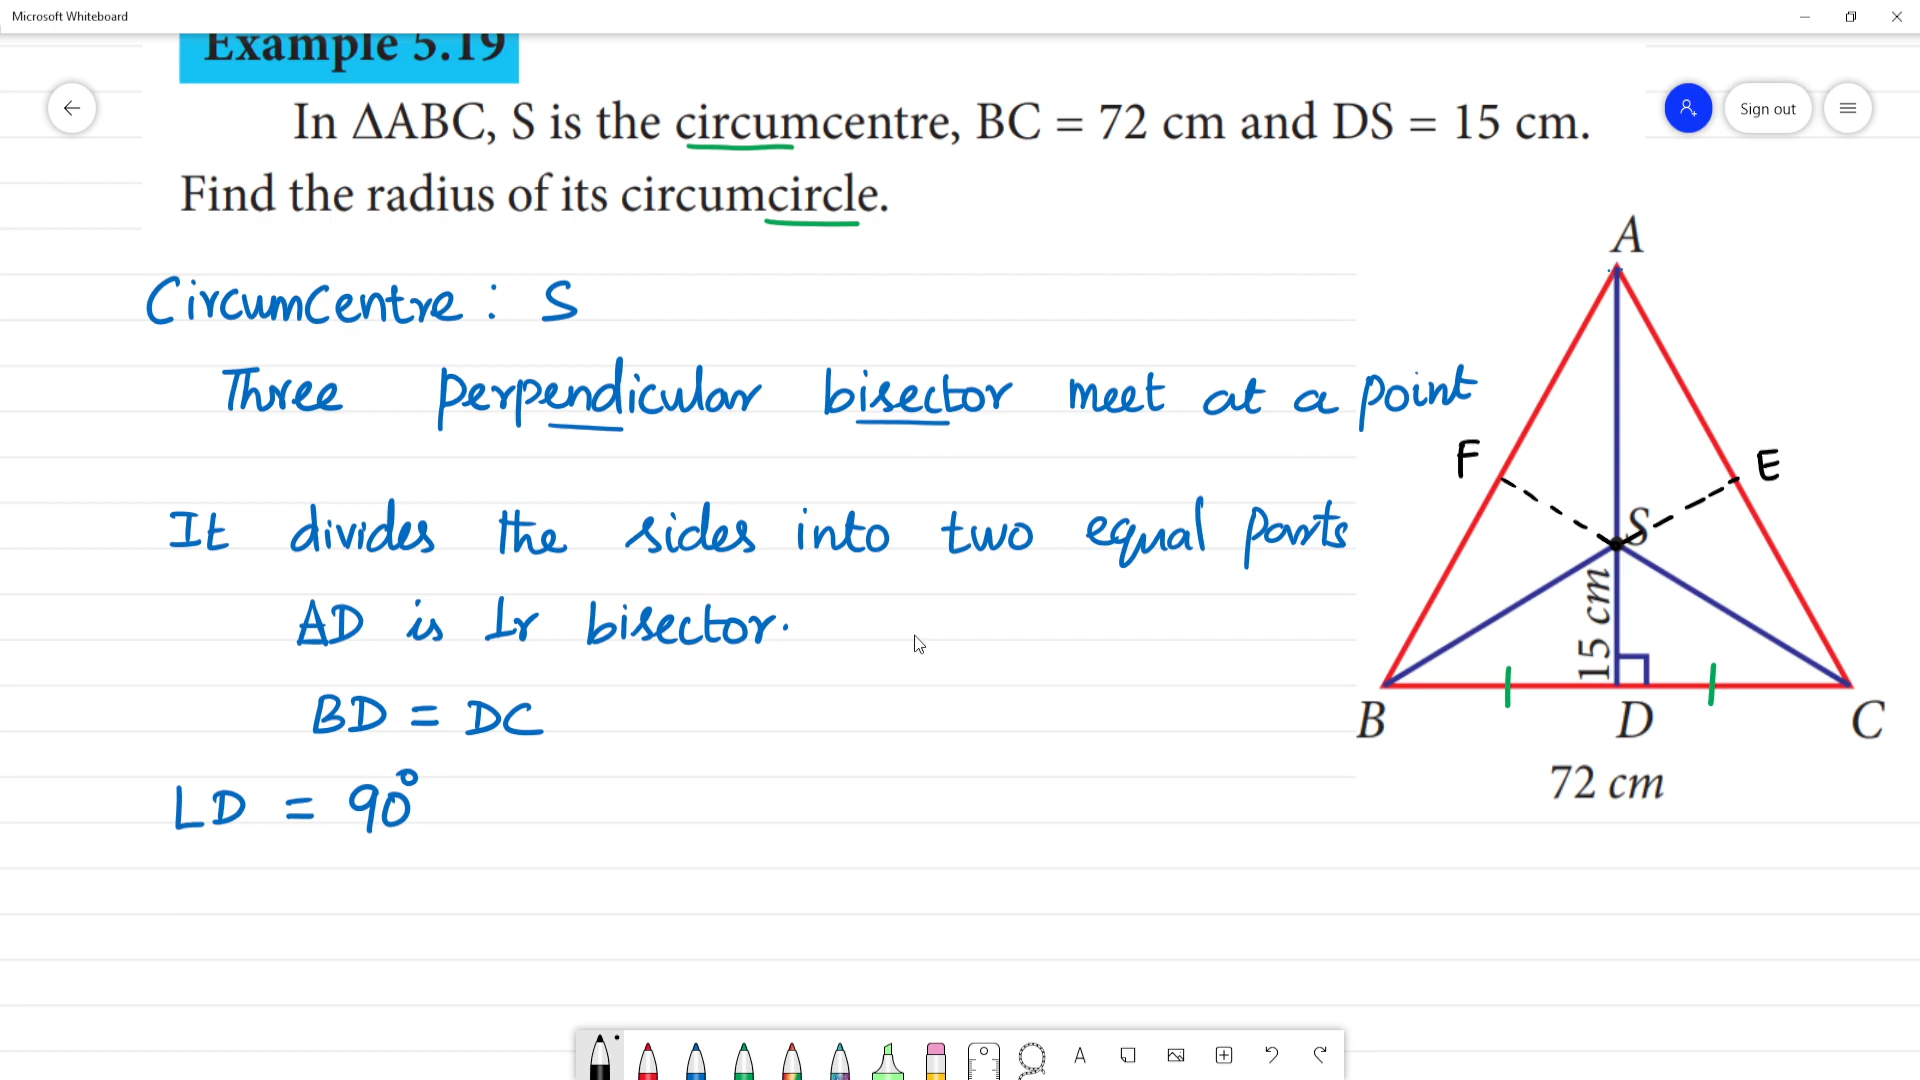 Microsoft Whiteboard
Example 5.19
In ΔABC, S is the circumcentre, BC = 72 cm and DS = 15 cm.
Find the radius of its circumcircle.
Sign out
Circumcentre : S
Three perpendicular bisector meet at a point
It divides the sides into two equal parts
AD is ⊥r bisector.
BD = DC
∠D = 90°
A
F
E
S
15 cm
B
D
C
72 cm
A